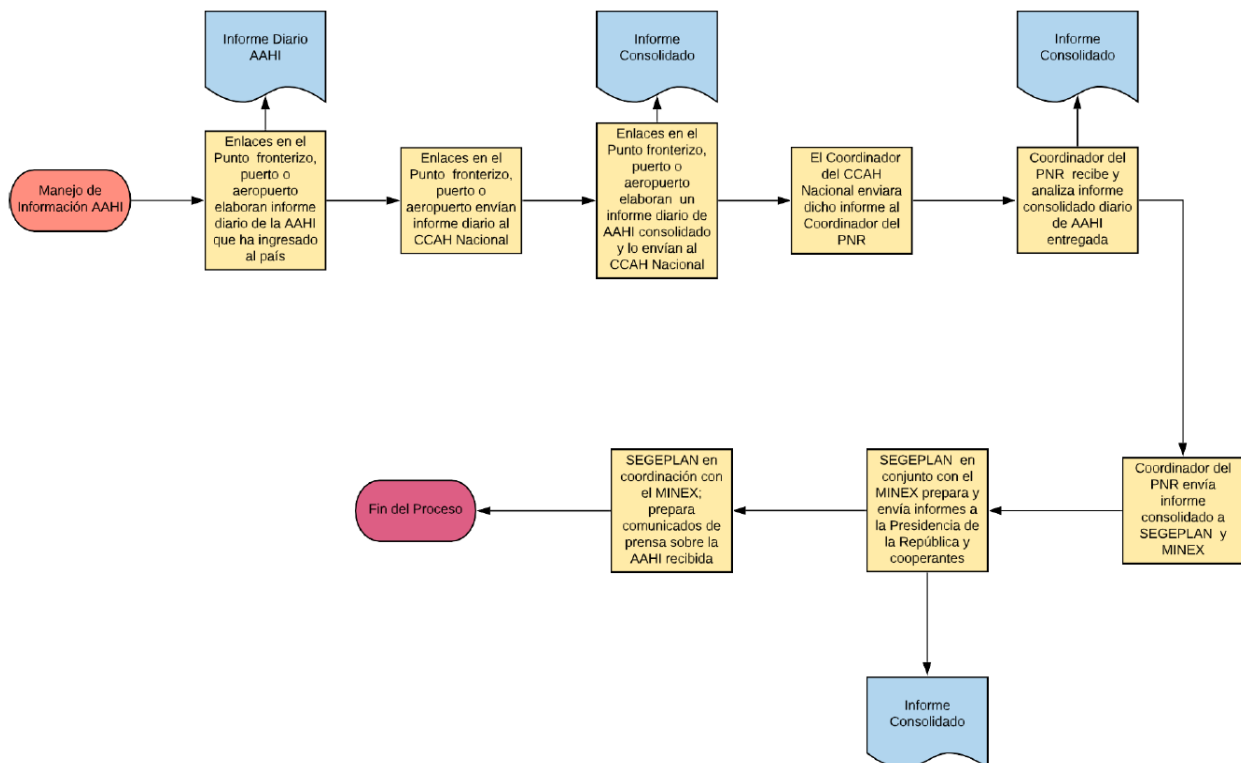 Informe Diario
AAHI
Informe
Consolidado
Informe
Consolidado
Manejo de
Información AAHI
Enlaces en el
Punto fronterizo,
puerto o
aeropuerto
elaboran informe
diario de la AAHI
que ha ingresado
al país
Enlaces en el
Punto fronterizo,
puerto o
aeropuerto envían
informe diario al
CCAH Nacional
Enlaces en el
Punto fronterizo,
puerto o
aeropuerto
elaboran un
informe diario de
AAHI consolidado
y lo envían al
CCAH Nacional
El Coordinador
del CCAH
Nacional enviara
dicho informe al
Coordinador del
PNR
Coordinador del
PNR recibe y
analiza informe
consolidado diario
de AAHI
entregada
Coordinador del
PNR envía
informe
consolidado a
SEGEPLAN y
MINEX
SEGEPLAN en
conjunto con el
MINEX prepara y
envía informes a
la Presidencia de
la República y
cooperantes
SEGEPLAN en
coordinación con
el MINEX;
prepara
comunicados de
prensa sobre la
AAHI recibida
Fin del Proceso
Informe
Consolidado